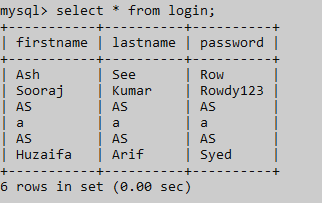 mysql> select * from login;
+-----------+----------+----------+
| firstname | lastname | password |
+-----------+----------+----------+
| Ash       | See      | Row      |
| Sooraj    | Kumar    | Rowdy123 |
| AS        | AS       | AS       |
| a         | a        | a        |
| AS        | AS       | AS       |
| Huzaifa   | Arif     | Syed     |
+-----------+----------+----------+
6 rows in set (0.00 sec)